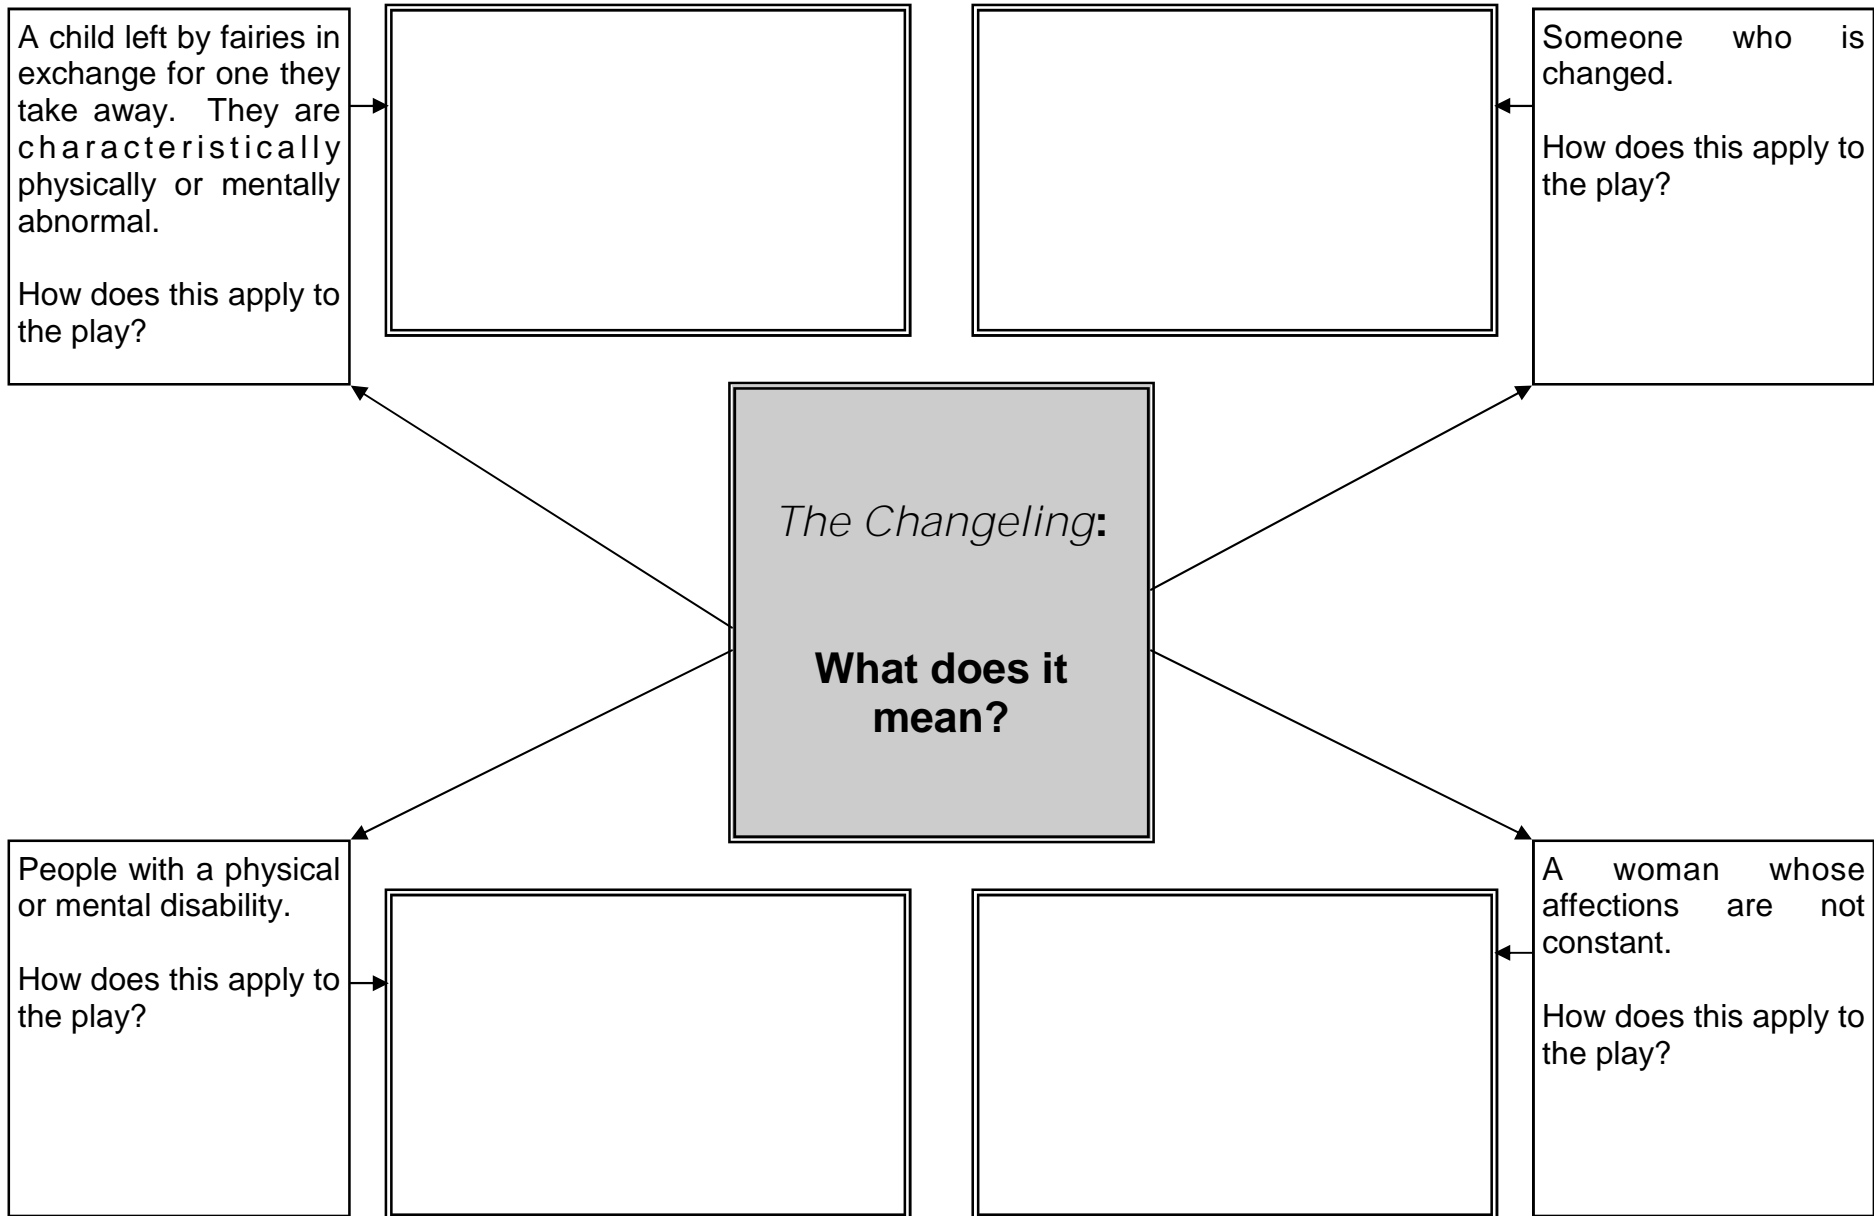 A child left by fairies in
exchange for one they
take away. They are
characteristically
physically or mentally
abnormal.
How does this apply to
the play?
Someone who is
changed.
How does this apply to
the play?
The Changeling:
What does it
mean?
People with a physical
or mental disability.
How does this apply to
the play?
A woman whose
affections are not
constant.
How does this apply to
the play?